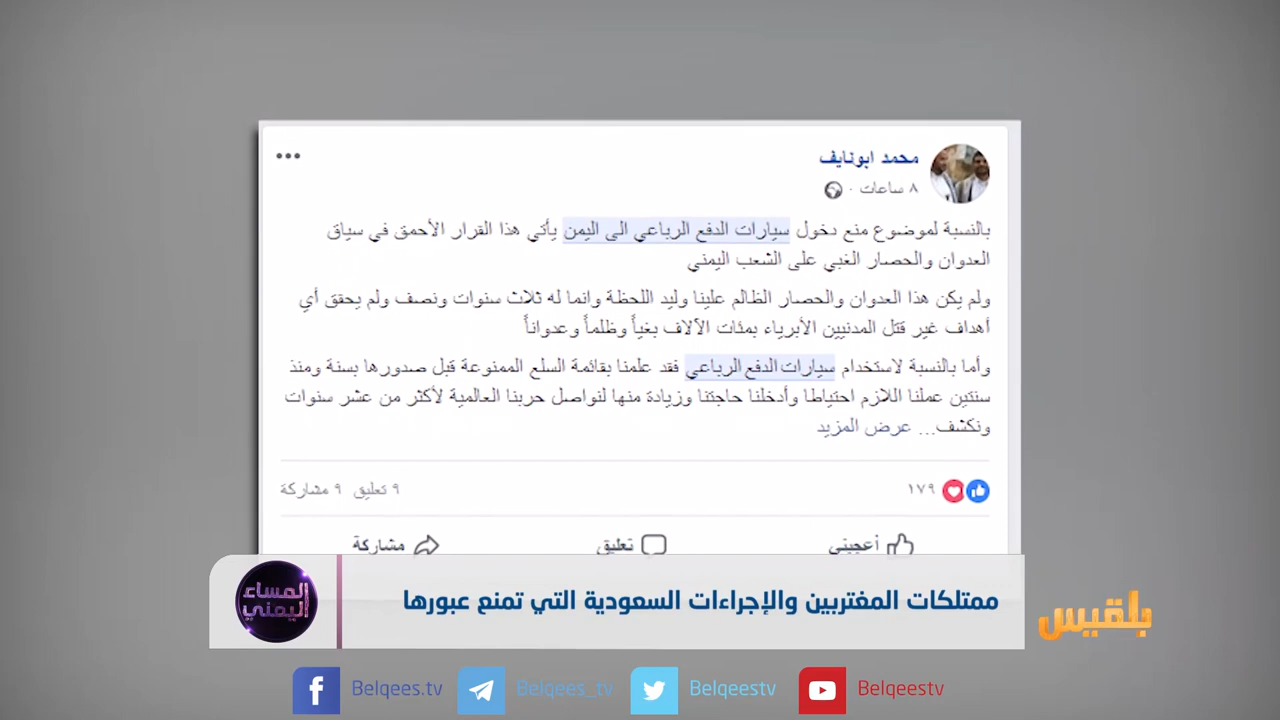 محمد ابونايف
٨ ساعات ·
بالنسبة لموضوع منع دخول سيارات الدفع الرباعي الى اليمن يأتي هذا القرار الأحمق في سياق
العدوان والحصار الغبي على الشعب اليمني
ولم يكن هذا العدوان والحصار الظالم علينا وليد اللحظة وانما له ثلاث سنوات ونصف ولم يحقق أي
أهداف غير قتل المدنيين الأبرياء بمئات الآلاف بغياً وظلماً وعدواناً
وأما بالنسبة لاستخدام سيارات الدفع الرباعي فقد علمنا بقائمة السلع الممنوعة قبل صدورها بسنة ومنذ
سنتين عملنا اللازم احتياطا وأدخلنا حاجتنا وزيادة منها لنواصل حربنا العالمية لأكثر من عشر سنوات
ونكشف... عرض المزيد
١٧٩
٩ تعليق ٩ مشاركة
أعجبني تعليق مشاركة
ممتلكات المغتربين والإجراءات السعودية التي تمنع عبورها
المساء
اليمني
بلقيس
Belqees.tv Belqees_tv Belqeestv Belqeestv